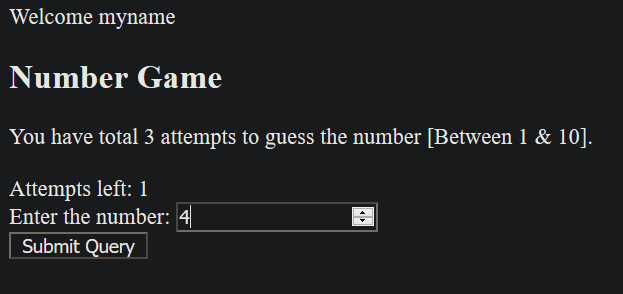 Welcome myname
Number Game
You have total 3 attempts to guess the number [Between 1 & 10].
Attempts left: 1
Enter the number: 4
Submit Query